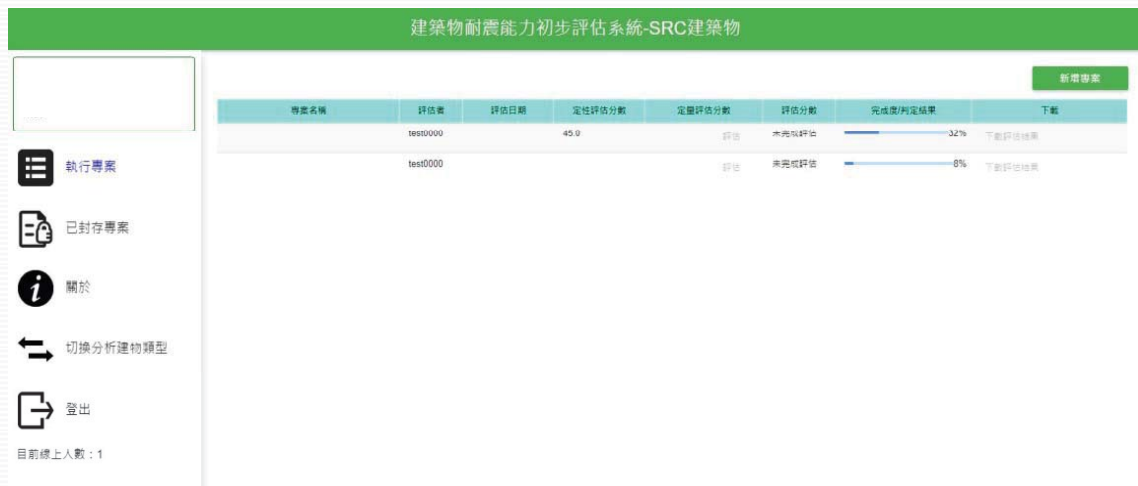 建築物耐震能力初步評估系統-SRC建築物
新增專案
專案名稱 評估者 評估日期 定性評估分數 定量評估分數 評估分數 完成度/判定結果 下載
test0000 45.0 評估 未完成評估 32% 下載評估結果
test0000 評估 未完成評估 8% 下載評估結果
執行專案
已封存專案
關於
切換分析建物類型
登出
目前線上人數：1